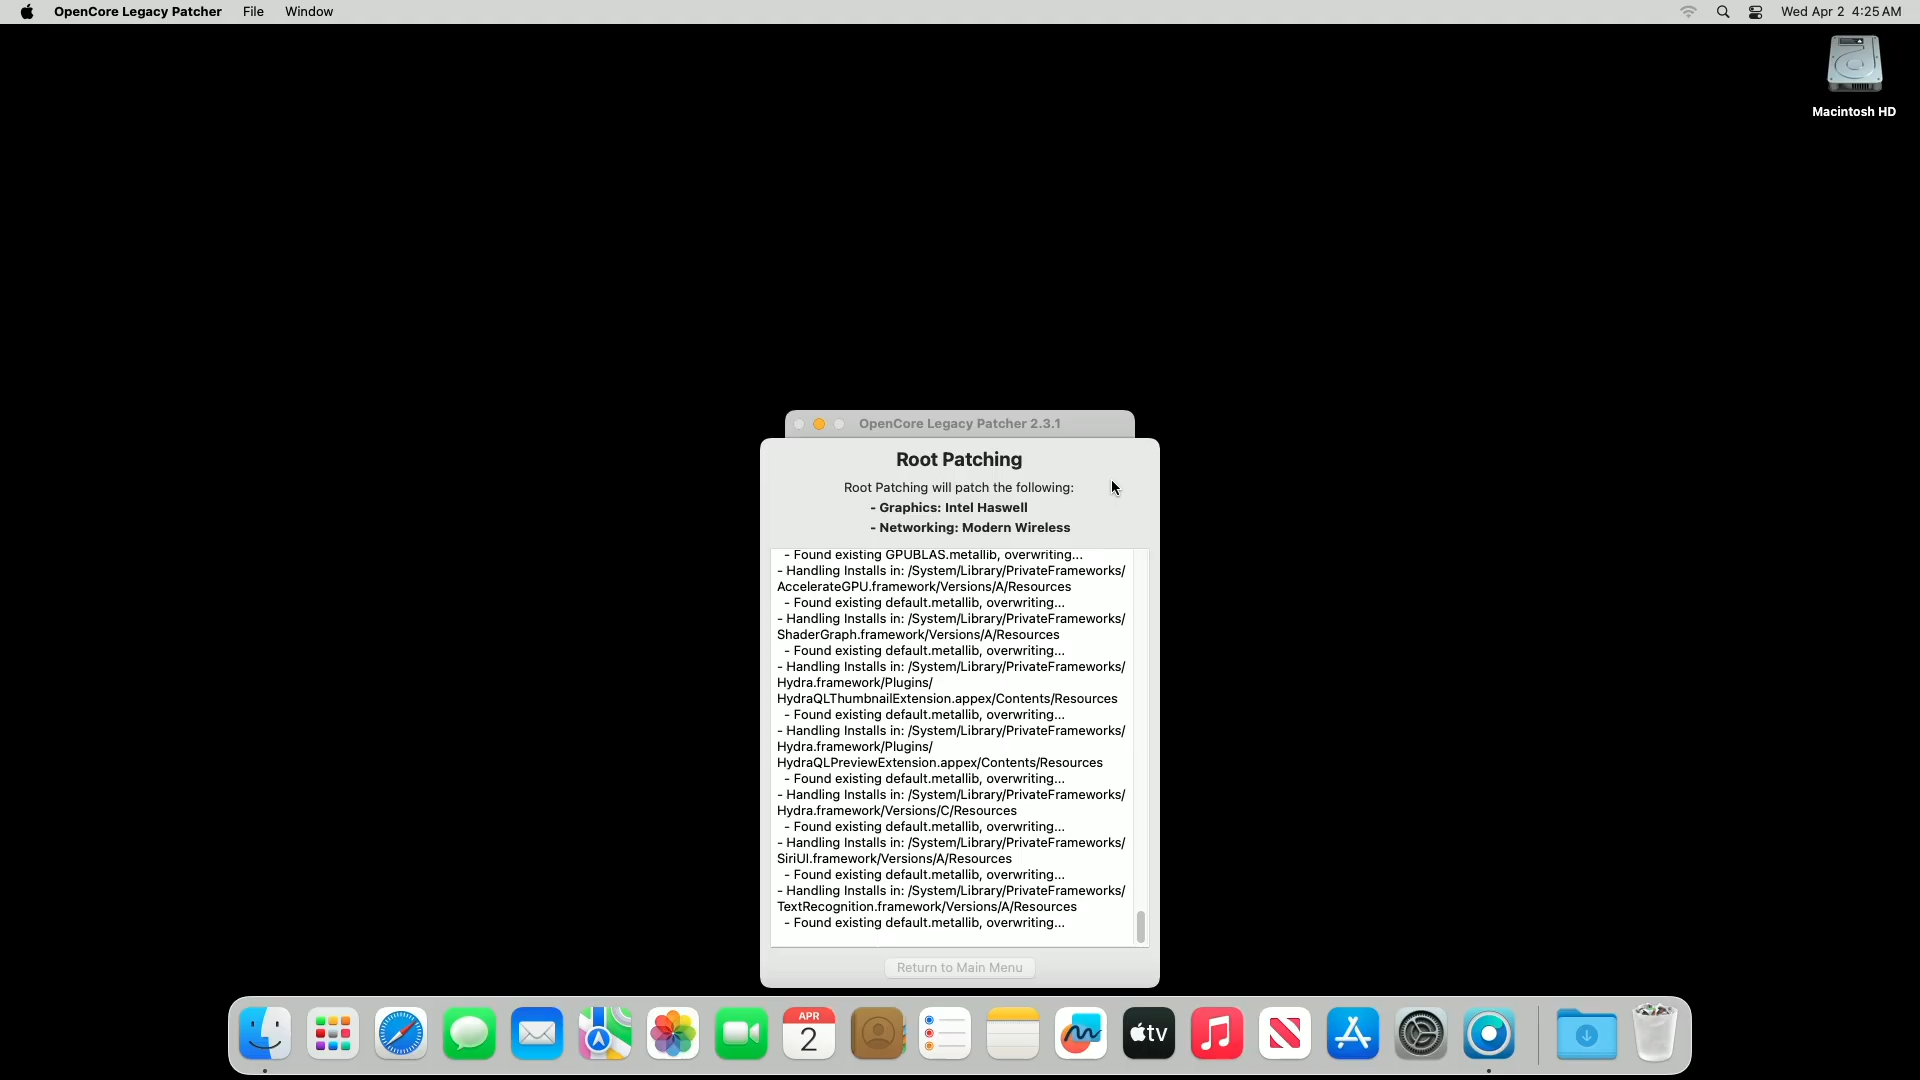 OpenCore Legacy Patcher File Window Wed Apr 2 4:25 AM
Macintosh HD
OpenCore Legacy Patcher 2.3.1
Root Patching
Root Patching will patch the following:
- Graphics: Intel Haswell
- Networking: Modern Wireless
- Found existing GPUBLAS.metallib, overwriting...
- Handling Installs in: /System/Library/PrivateFrameworks/
AccelerateGPU.framework/Versions/A/Resources
- Found existing default.metallib, overwriting...
- Handling Installs in: /System/Library/PrivateFrameworks/
ShaderGraph.framework/Versions/A/Resources
- Found existing default.metallib, overwriting...
- Handling Installs in: /System/Library/PrivateFrameworks/
Hydra.framework/Plugins/
HydraQLThumbnailExtension.appex/Contents/Resources
- Found existing default.metallib, overwriting...
- Handling Installs in: /System/Library/PrivateFrameworks/
Hydra.framework/Plugins/
HydraQLPreviewExtension.appex/Contents/Resources
- Found existing default.metallib, overwriting...
- Handling Installs in: /System/Library/PrivateFrameworks/
Hydra.framework/Versions/C/Resources
- Found existing default.metallib, overwriting...
- Handling Installs in: /System/Library/PrivateFrameworks/
SiriUI.framework/Versions/A/Resources
- Found existing default.metallib, overwriting...
- Handling Installs in: /System/Library/PrivateFrameworks/
TextRecognition.framework/Versions/A/Resources
- Found existing default.metallib, overwriting...
Return to Main Menu
APR
2
tv